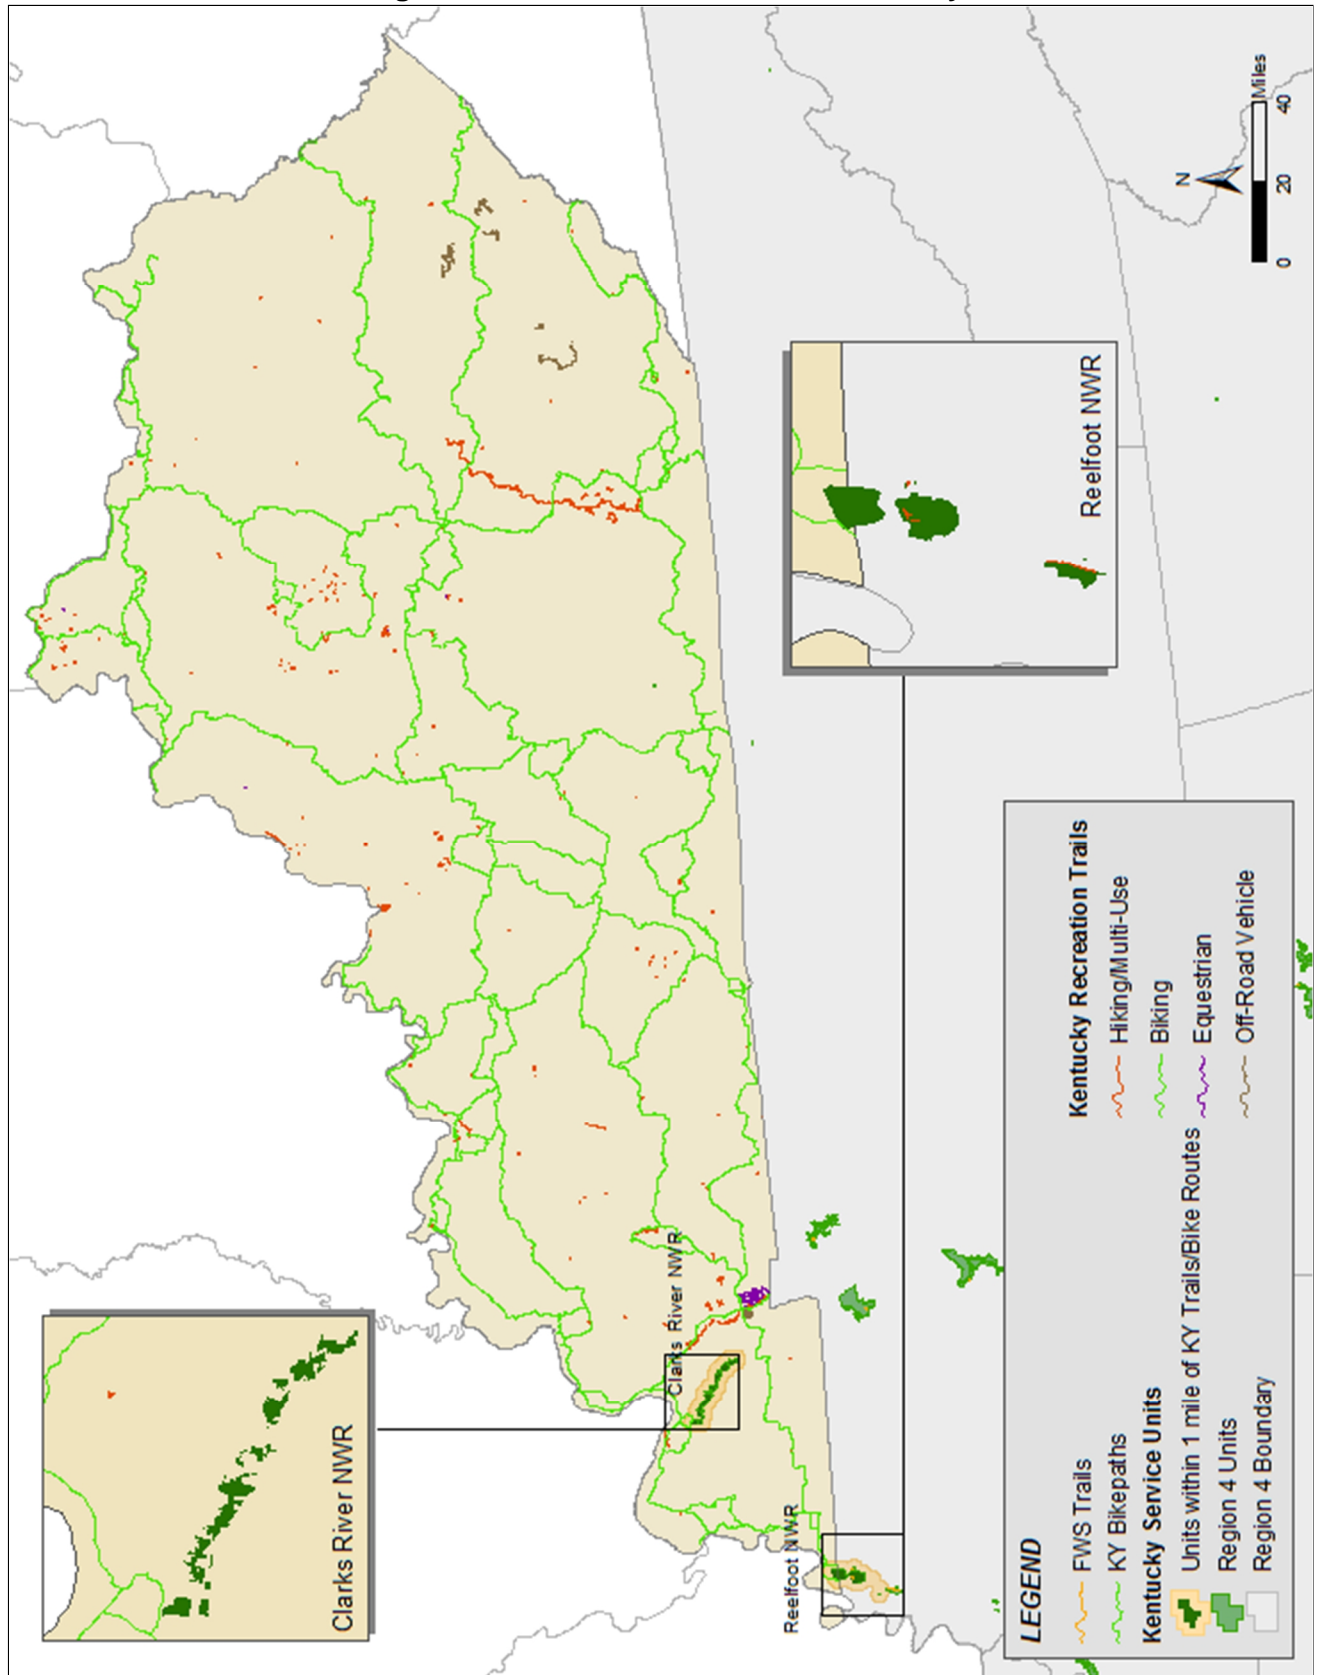 Clarks River NWR
Clarks River NWR
Reelfoot NWR
Reelfoot NWR
N
Miles
0 20 40
LEGEND
FWS Trails
KY Bikepaths
Kentucky Service Units
Units within 1 mile of KY Trails/Bike Routes
Region 4 Units
Region 4 Boundary
Kentucky Recreation Trails
Hiking/Multi-Use
Biking
Equestrian
Off-Road Vehicle